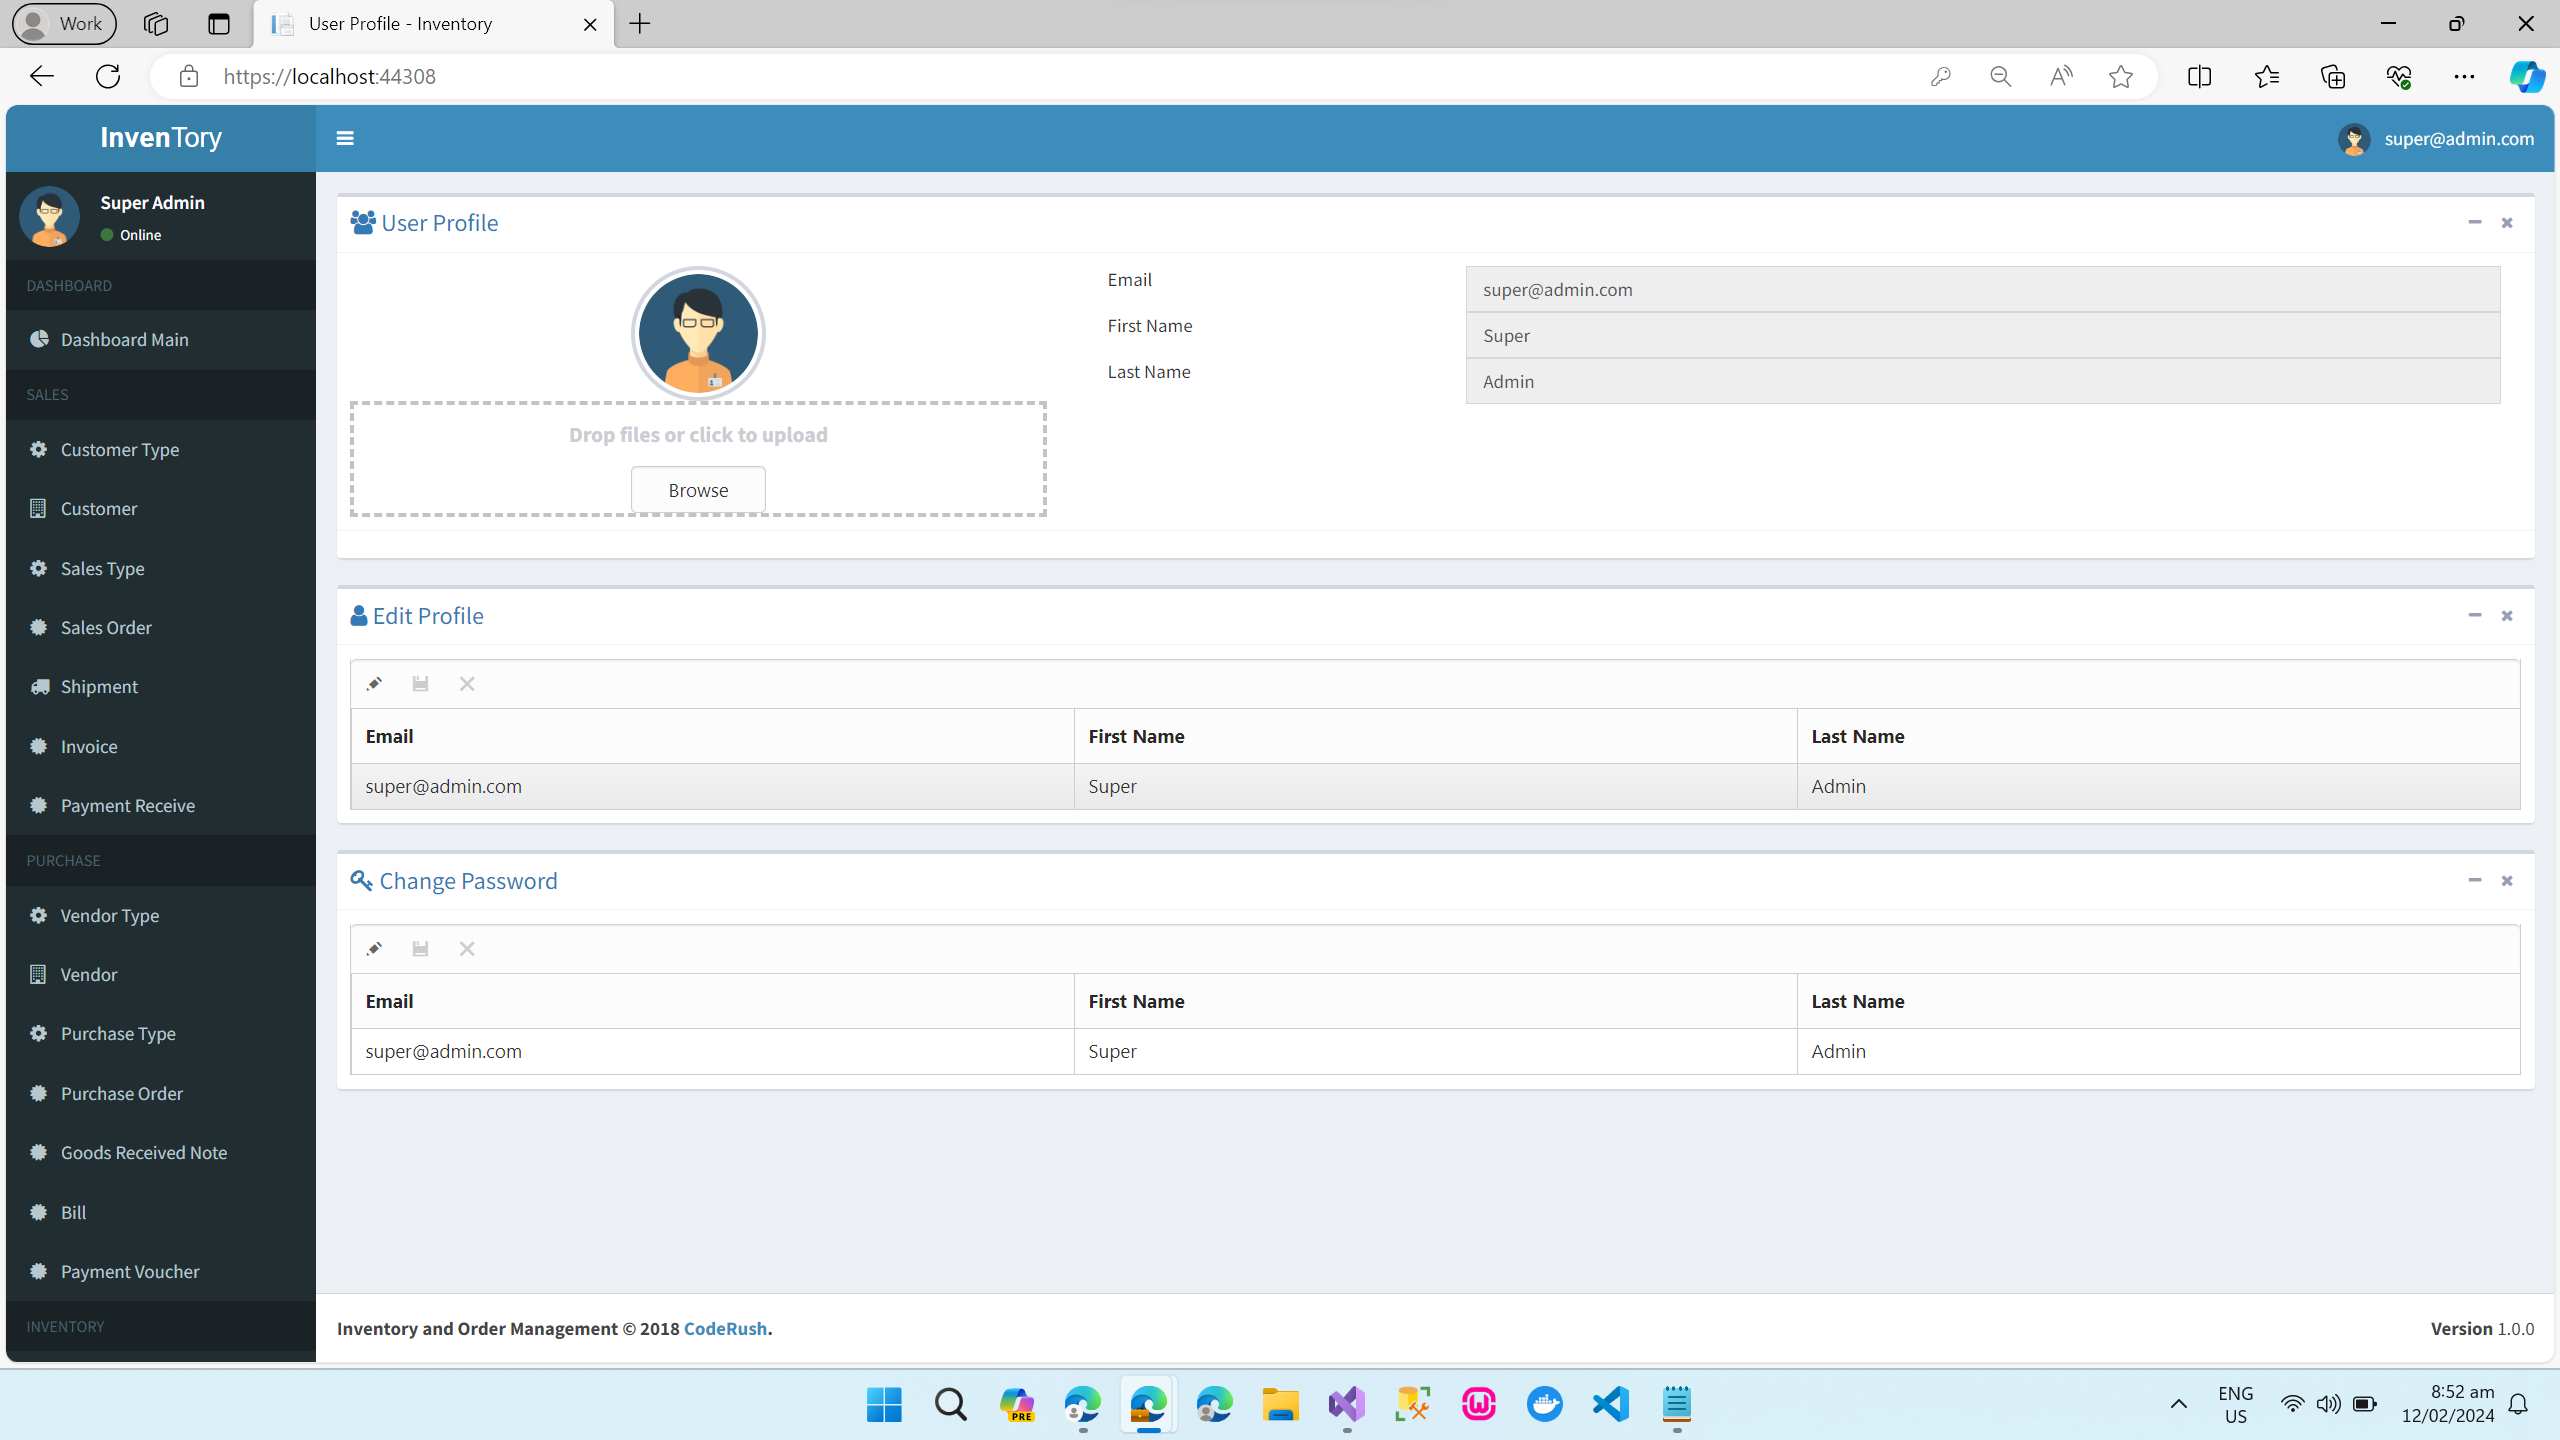 Work
User Profile - Inventory
https://localhost:44308
InvenTory
super@admin.com
Super Admin
Online
DASHBOARD
Dashboard Main
SALES
Customer Type
Customer
Sales Type
Sales Order
Shipment
Invoice
Payment Receive
PURCHASE
Vendor Type
Vendor
Purchase Type
Purchase Order
Goods Received Note
Bill
Payment Voucher
INVENTORY
User Profile
Drop files or click to upload
Browse
Email
super@admin.com
First Name
Super
Last Name
Admin
Edit Profile
Email First Name Last Name
super@admin.com Super Admin
Change Password
Email First Name Last Name
super@admin.com Super Admin
Inventory and Order Management © 2018 CodeRush.
Version 1.0.0
PRE
ENG
US
8:52 am
12/02/2024